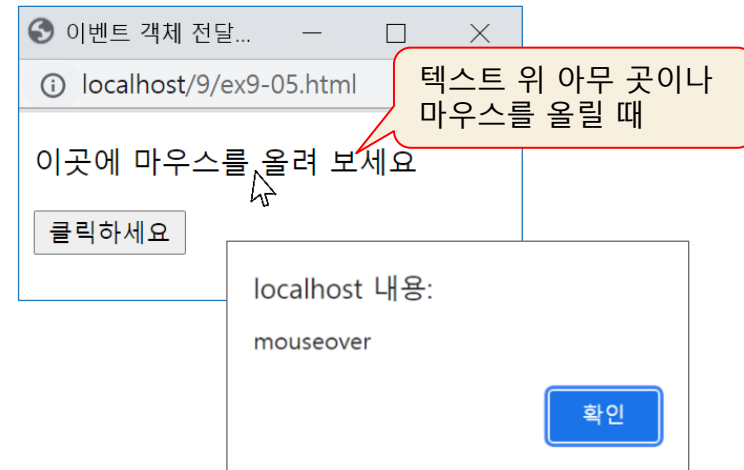 이벤트 객체 전달...
localhost/9/ex9-05.html
텍스트 위 아무 곳이나
마우스를 올릴 때
이곳에 마우스를 올려 보세요
클릭하세요
localhost 내용:
mouseover
확인